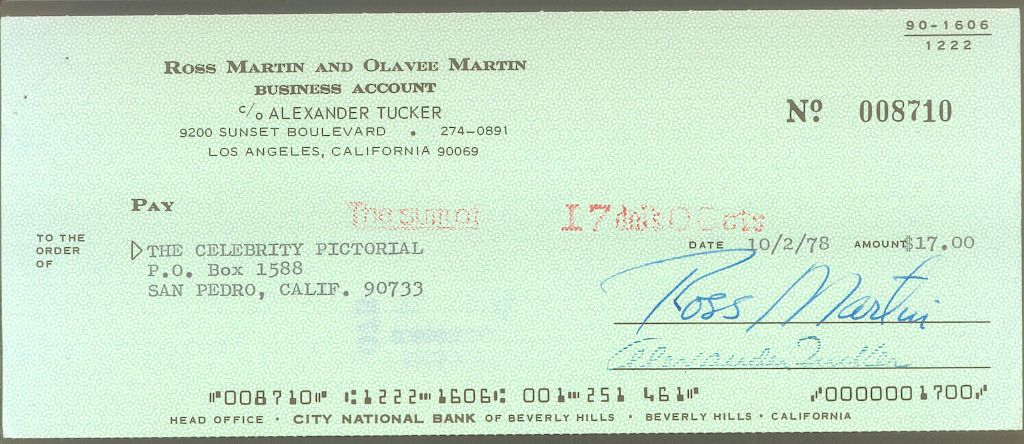 90-1606
1222
ROSS MARTIN AND OLAVEE MARTIN
BUSINESS ACCOUNT
c/o ALEXANDER TUCKER
9200 SUNSET BOULEVARD • 274-0891
LOS ANGELES, CALIFORNIA 90069
Nº 008710
PAY
The sum of 17 dols 00 cts
TO THE
ORDER
OF
DATE 10/2/78 AMOUNT $17.00
THE CELEBRITY PICTORIAL
P.O. Box 1588
SAN PEDRO, CALIF. 90733
Ross Martin
Alexander Tucker
⑈008710⑈ ⑆1222⑉1606⑆ 001⑉251 461⑈ ⑇0000001700⑇
HEAD OFFICE • CITY NATIONAL BANK OF BEVERLY HILLS • BEVERLY HILLS • CALIFORNIA